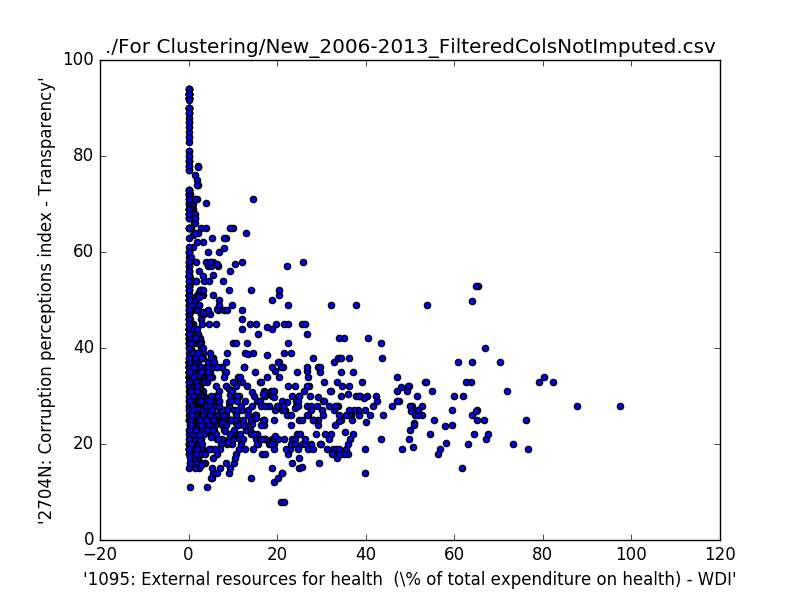 ./For Clustering/New_2006-2013_FilteredColsNotImputed.csv
100
80
60
40
20
0
'2704N: Corruption perceptions index - Transparency'
−20 0 20 40 60 80 100 120
'1095: External resources for health  (\% of total expenditure on health) - WDI'